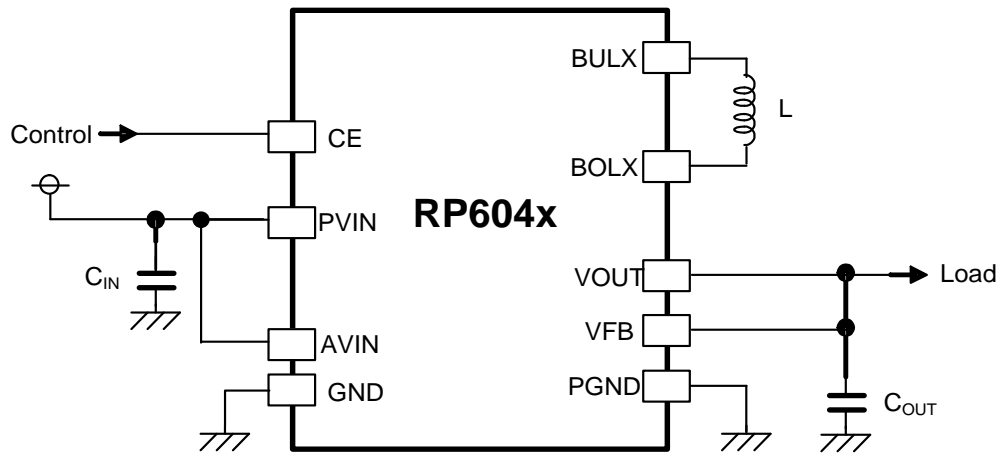 BULX
L
Control
CE
BOLX
RP604x
PVIN
CIN
VOUT
Load
VFB
AVIN
GND
PGND
COUT